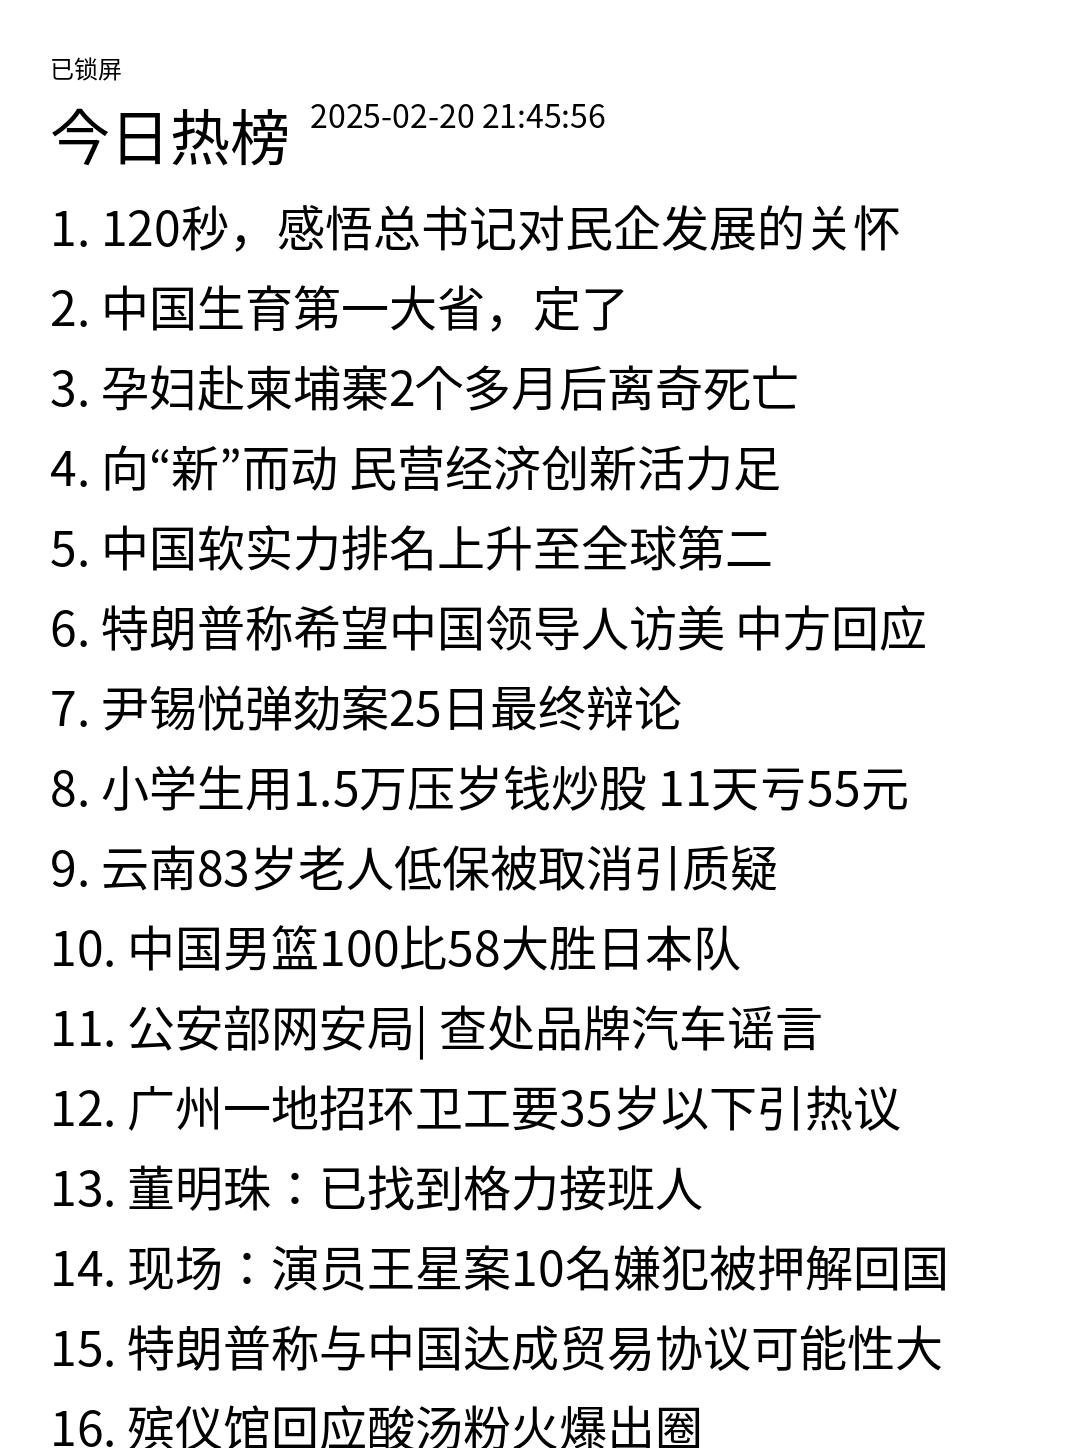 已锁屏
今日热榜 2025-02-20 21:45:56
1. 120秒，感悟总书记对民企发展的关怀
2. 中国生育第一大省，定了
3. 孕妇赴柬埔寨2个多月后离奇死亡
4. 向“新”而动 民营经济创新活力足
5. 中国软实力排名上升至全球第二
6. 特朗普称希望中国领导人访美 中方回应
7. 尹锡悦弹劾案25日最终辩论
8. 小学生用1.5万压岁钱炒股 11天亏55元
9. 云南83岁老人低保被取消引质疑
10. 中国男篮100比58大胜日本队
11. 公安部网安局| 查处品牌汽车谣言
12. 广州一地招环卫工要35岁以下引热议
13. 董明珠：已找到格力接班人
14. 现场：演员王星案10名嫌犯被押解回国
15. 特朗普称与中国达成贸易协议可能性大
16. 殡仪馆回应酸汤粉火爆出圈